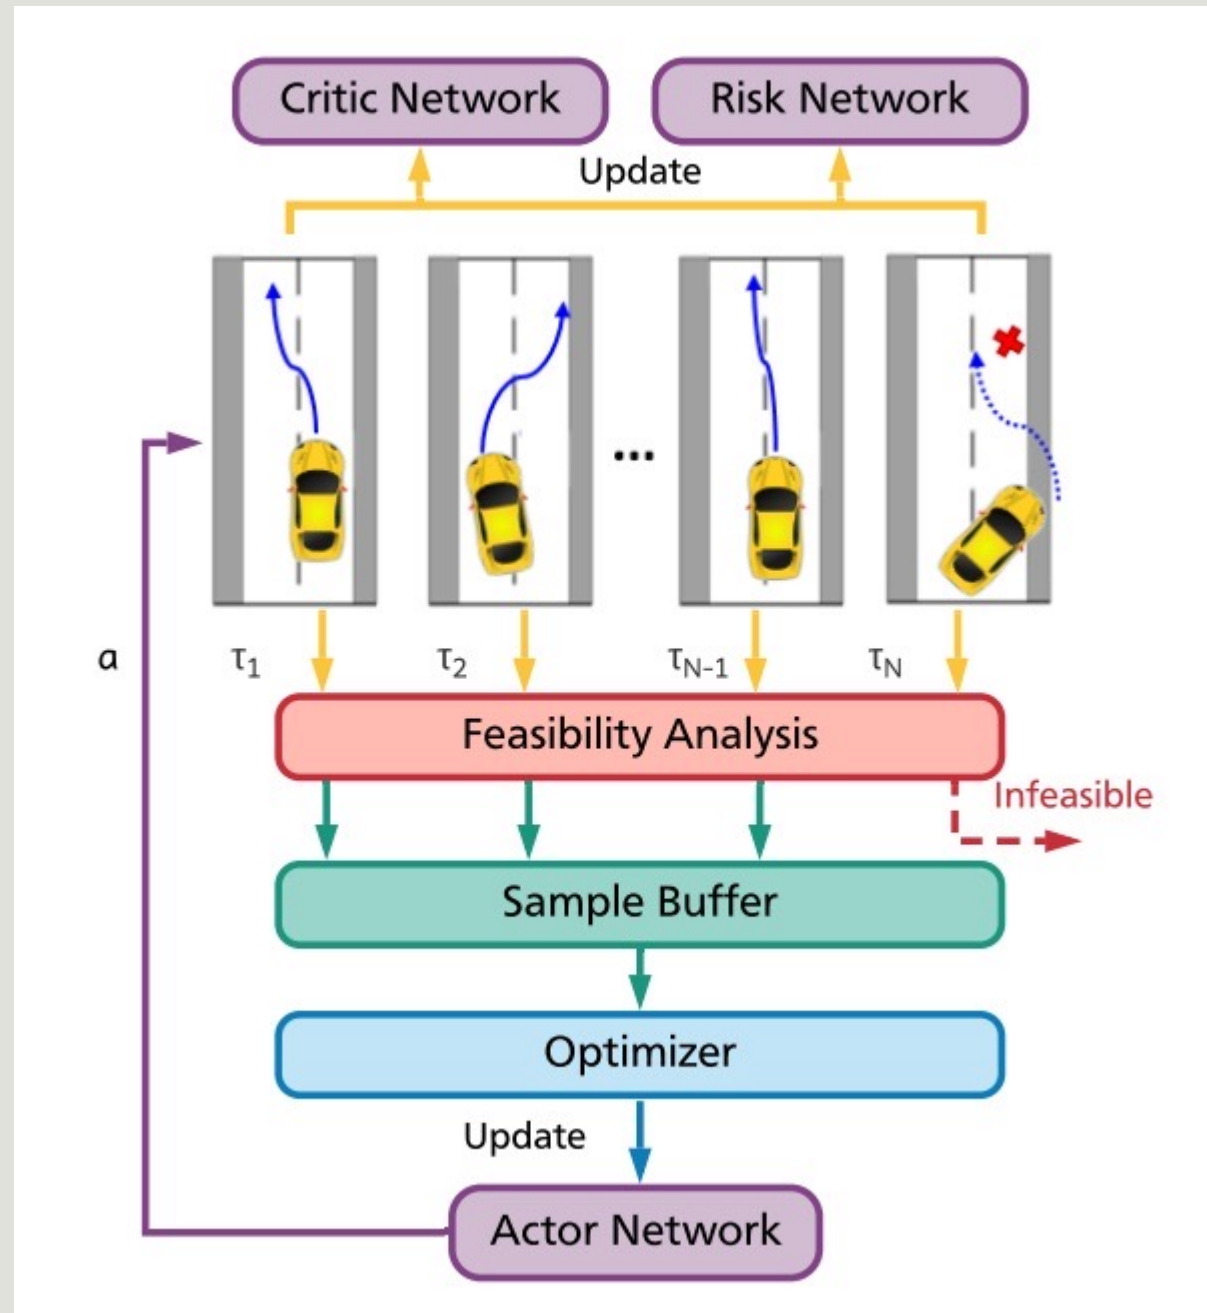 Critic Network
Risk Network
Update
...
a
τ1
τ2
τN-1
τN
Feasibility Analysis
Infeasible
Sample Buffer
Optimizer
Update
Actor Network